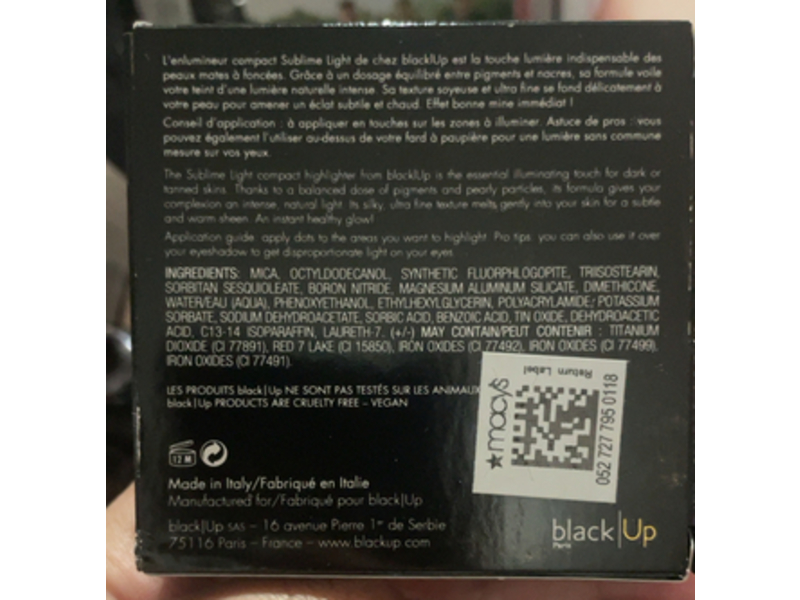 L'enlumineur compact Sublime Light de chez black|Up est la touche lumière indispensable des
peaux mates à foncées. Grâce à un dosage équilibré entre pigments et nacres, sa formule voile
votre teint d'une lumière naturelle intense. Sa texture soyeuse et ultra fine se fond délicatement à
votre peau pour amener un éclat subtile et chaud. Effet bonne mine immédiat !
Conseil d'application : à appliquer en touches sur les zones à illuminer. Astuce de pros : vous
pouvez également l'utiliser au-dessus de votre fard à paupière pour une lumière sans commune
mesure sur vos yeux.
The Sublime Light compact highlighter from black|Up is the essential illuminating touch for dark or
tanned skins. Thanks to a balanced dose of pigments and pearly particles, its formula gives your
complexion an intense, natural light. Its silky, ultra fine texture melts gently into your skin for a subtle
and warm sheen. An instant healthy glow!
Application guide: apply dots to the areas you want to highlight. Pro tips: you can also use it over
your eyeshadow to get disproportionate light on your eyes.
INGREDIENTS: MICA, OCTYLDODECANOL, SYNTHETIC FLUORPHLOGOPITE, TRIISOSTEARIN,
SORBITAN SESQUIOLEATE, BORON NITRIDE, MAGNESIUM ALUMINUM SILICATE, DIMETHICONE,
WATER/EAU (AQUA), PHENOXYETHANOL, ETHYLHEXYLGLYCERIN, POLYACRYLAMIDE, POTASSIUM
SORBATE, SODIUM DEHYDROACETATE, SORBIC ACID, BENZOIC ACID, TIN OXIDE, DEHYDROACETIC
ACID, C13-14 ISOPARAFFIN, LAURETH-7. (+/-) MAY CONTAIN/PEUT CONTENIR : TITANIUM
DIOXIDE (CI 77891), RED 7 LAKE (CI 15850), IRON OXIDES (CI 77492), IRON OXIDES (CI 77499),
IRON OXIDES (CI 77491).
LES PRODUITS black|Up NE SONT PAS TESTÉS SUR LES ANIMAUX
black|Up PRODUCTS ARE CRUELTY FREE – VEGAN
12 M
Made in Italy/Fabriqué en Italie
Manufactured for/Fabriqué pour black|Up
black|Up SAS – 16 avenue Pierre 1er de Serbie
75116 Paris – France – www.blackup.com
★macy's
Return Label
052 727 795 0118
black|Up
Paris